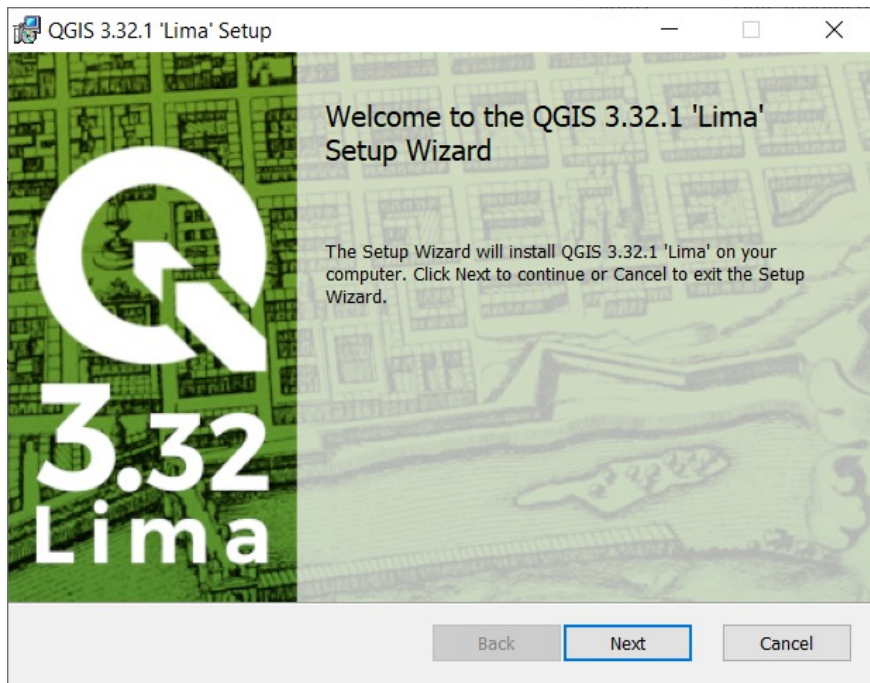 QGIS 3.32.1 'Lima' Setup
Welcome to the QGIS 3.32.1 'Lima'
Setup Wizard
The Setup Wizard will install QGIS 3.32.1 'Lima' on your
computer. Click Next to continue or Cancel to exit the Setup
Wizard.
3.32
Lima
Back
Next
Cancel